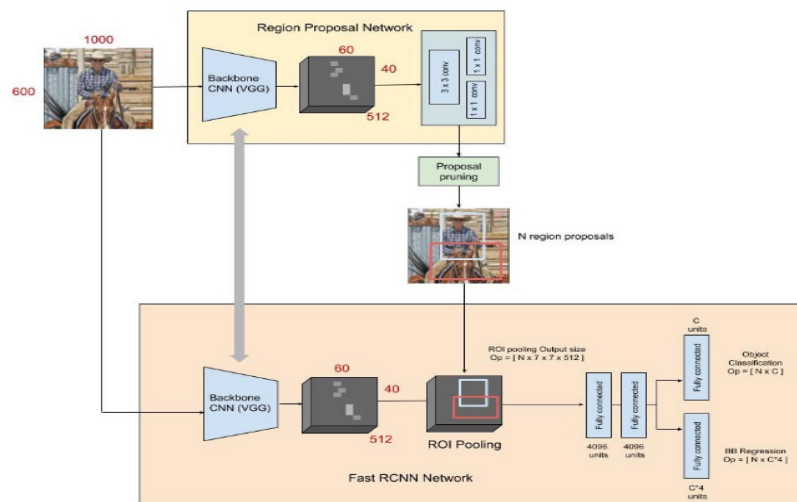 Region Proposal Network
1000
600
Backbone
CNN (VGG)
60
40
512
3 x 3 conv
1 x 1 conv
1 x 1 conv
Proposal
pruning
N region proposals
60
40
512
Backbone
CNN (VGG)
ROI Pooling
ROI pooling Output size
Op = [ N x 7 x 7 x 512 ]
Fully connected
4096
units
Fully connected
4096
units
C
units
Fully connected
Object
Classification
Op = [ N x C ]
Fully connected
C*4
units
BB Regression
Op = [ N x C*4 ]
Fast RCNN Network